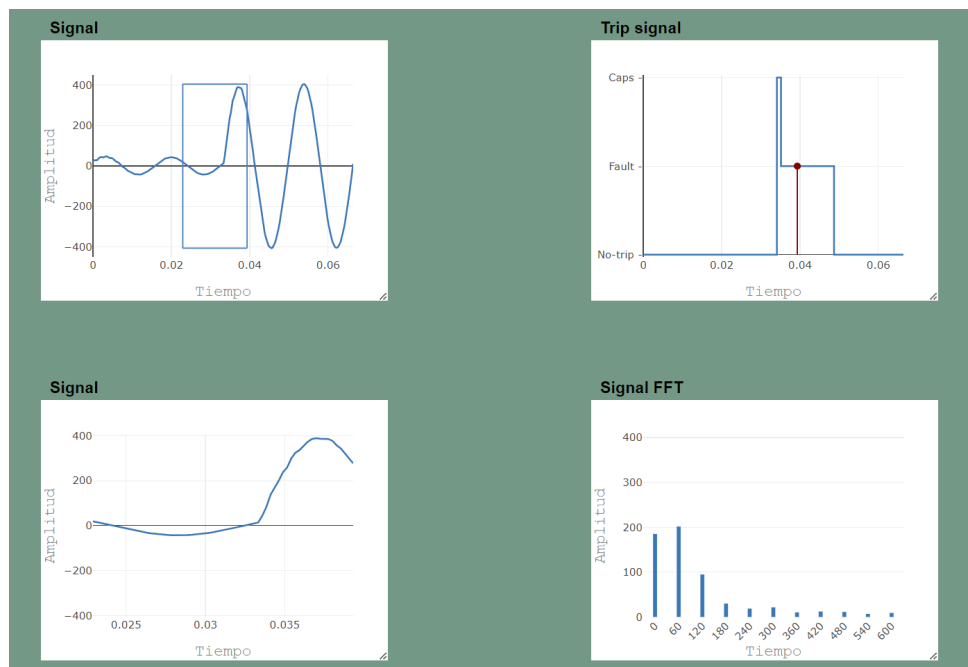 Signal
400
200
0
−200
−400
Amplitud
0 0.02 0.04 0.06
Tiempo
Trip signal
Caps
Fault
No-trip
0 0.02 0.04 0.06
Tiempo
Signal
400
200
0
−200
−400
Amplitud
0.025 0.03 0.035
Tiempo
Signal FFT
400
300
200
100
0
Amplitud
0 60 120 180 240 300 360 420 480 540 600
Tiempo